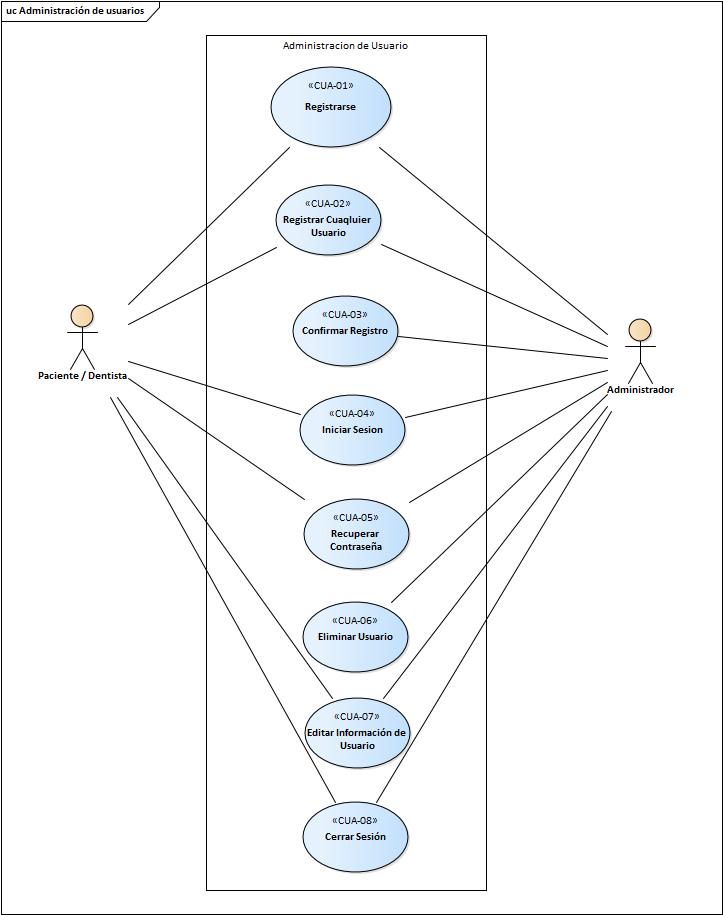 uc Administración de usuarios
Administracion de Usuario
«CUA-01»
Registrarse
«CUA-02»
Registrar Cuaqluier
Usuario
«CUA-03»
Confirmar Registro
Paciente / Dentista
Administrador
«CUA-04»
Iniciar Sesion
«CUA-05»
Recuperar
Contraseña
«CUA-06»
Eliminar Usuario
«CUA-07»
Editar Información de
Usuario
«CUA-08»
Cerrar Sesión